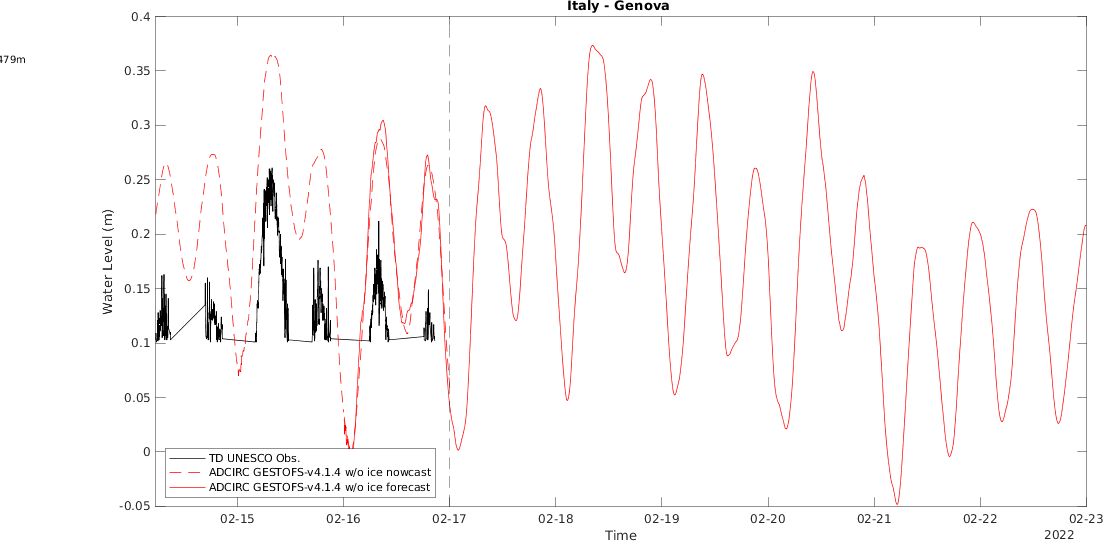 Italy - Genova
479m
0.4
0.35
0.3
0.25
0.2
0.15
0.1
0.05
0
-0.05
Water Level (m)
TD UNESCO Obs.
ADCIRC GESTOFS-v4.1.4 w/o ice nowcast
ADCIRC GESTOFS-v4.1.4 w/o ice forecast
02-15 02-16 02-17 02-18 02-19 02-20 02-21 02-22 02-23
Time
2022